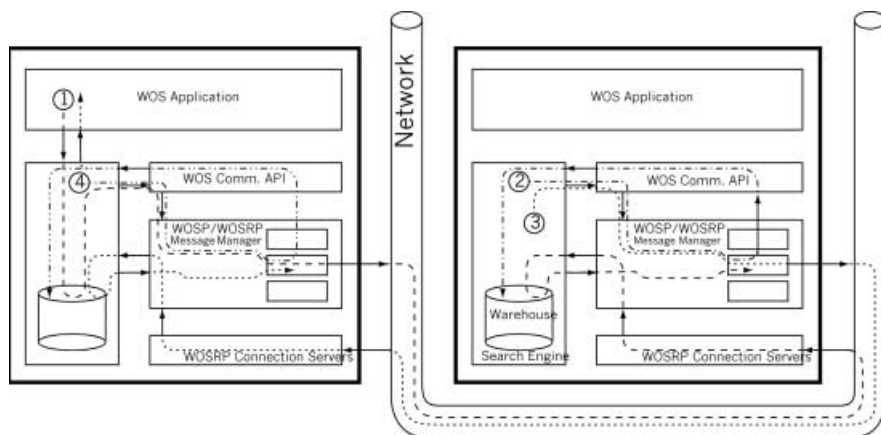 Network
1
WOS Application
4
WOS Comm. API
WOSP/WOSRP
Message Manager
WOSRP Connection Servers
WOS Application
2
WOS Comm. API
3
WOSP/WOSRP
Message Manager
Warehouse
Search Engine
WOSRP Connection Servers